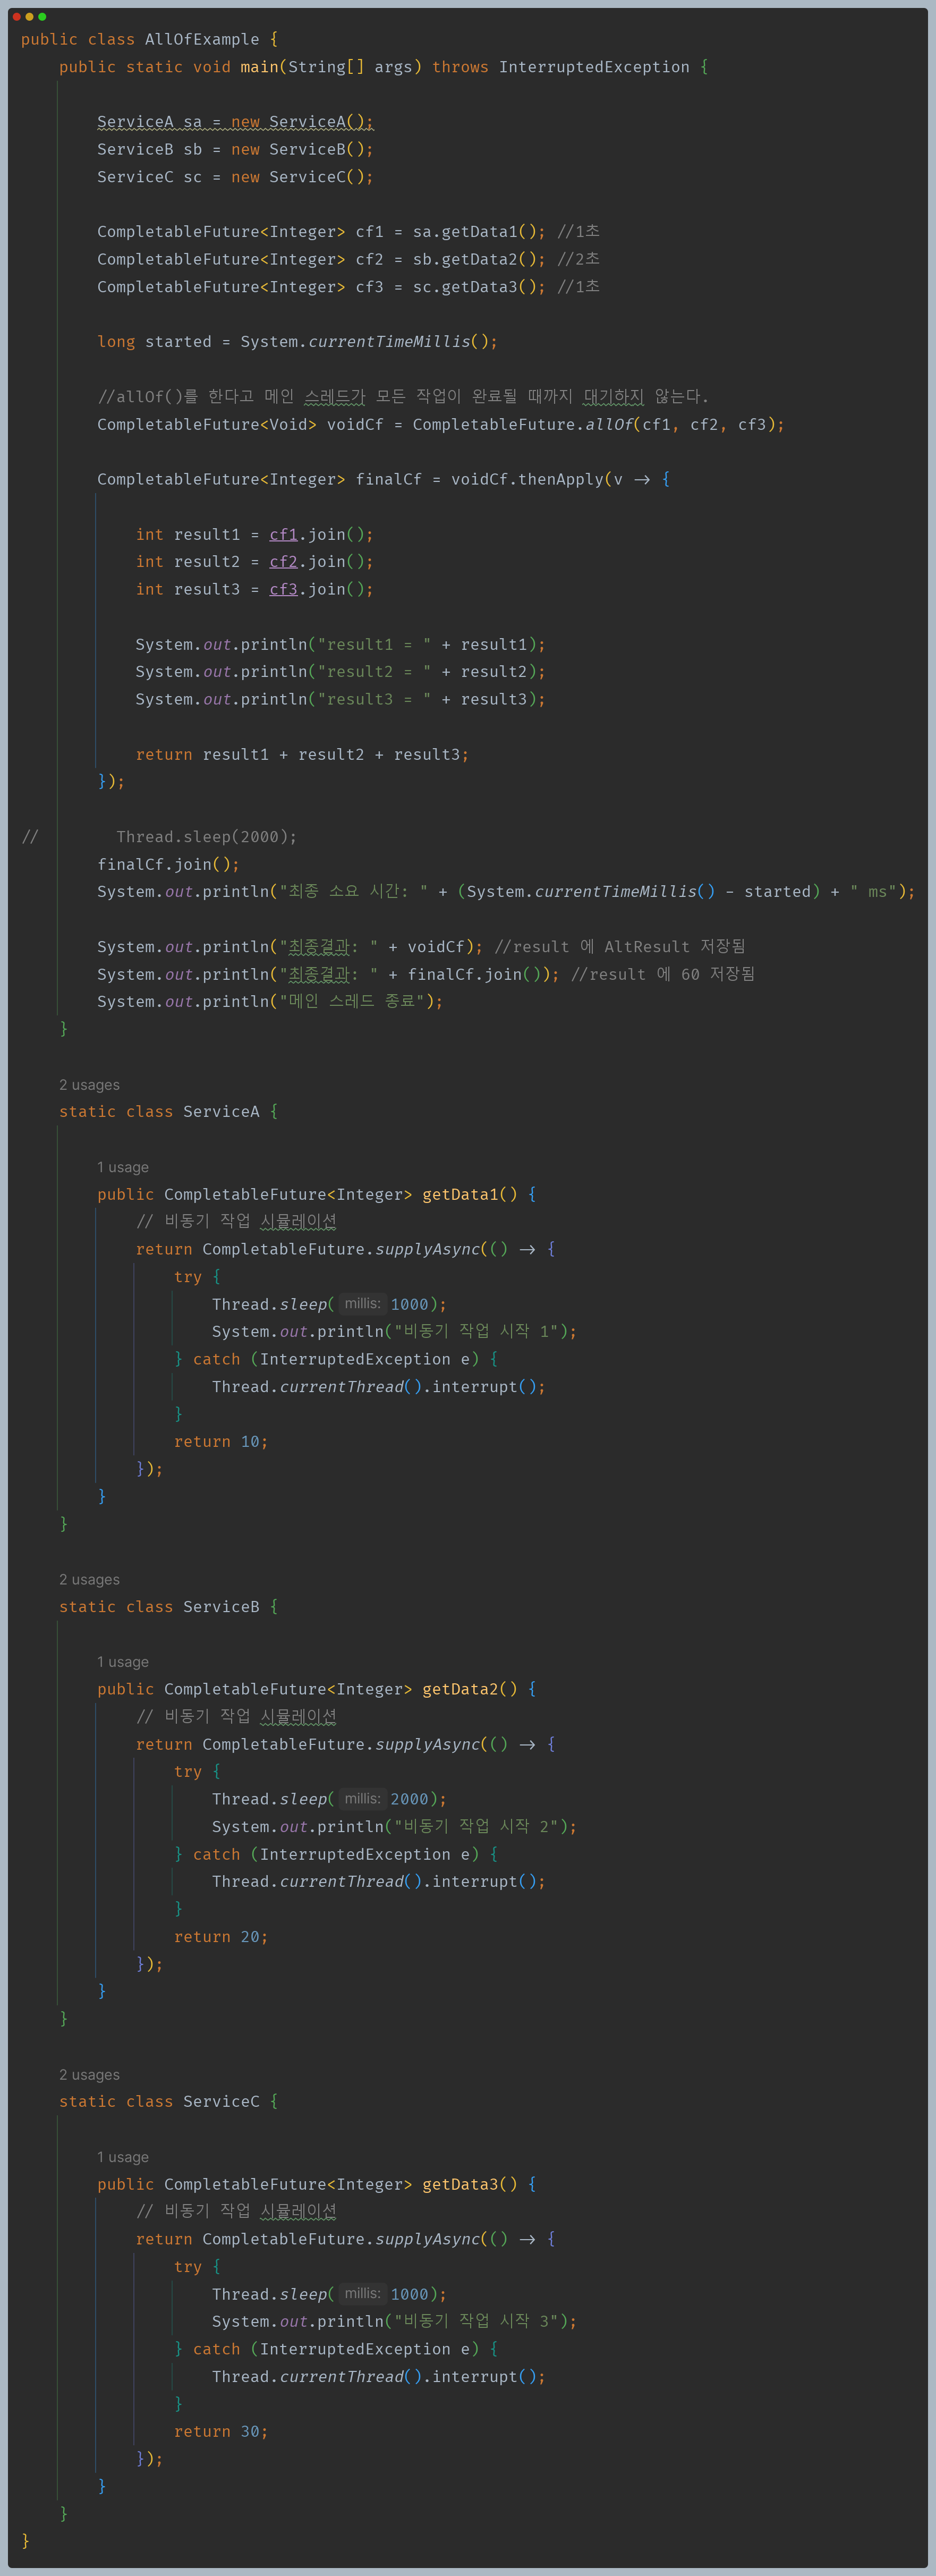 public class AllOfExample {
public static void main(String[] args) throws InterruptedException {
ServiceA sa = new ServiceA();
ServiceB sb = new ServiceB();
ServiceC sc = new ServiceC();
CompletableFuture<Integer> cf1 = sa.getData1(); //1초
CompletableFuture<Integer> cf2 = sb.getData2(); //2초
CompletableFuture<Integer> cf3 = sc.getData3(); //1초
long started = System.currentTimeMillis();
//allOf()를 한다고 메인 스레드가 모든 작업이 완료될 때까지 대기하지 않는다.
CompletableFuture<Void> voidCf = CompletableFuture.allOf(cf1, cf2, cf3);
CompletableFuture<Integer> finalCf = voidCf.thenApply(v -> {
int result1 = cf1.join();
int result2 = cf2.join();
int result3 = cf3.join();
System.out.println("result1 = " + result1);
System.out.println("result2 = " + result2);
System.out.println("result3 = " + result3);
return result1 + result2 + result3;
});
// Thread.sleep(2000);
finalCf.join();
System.out.println("최종 소요 시간: " + (System.currentTimeMillis() - started) + " ms");
System.out.println("최종결과: " + voidCf); //result 에 AltResult 저장됨
System.out.println("최종결과: " + finalCf.join()); //result 에 60 저장됨
System.out.println("메인 스레드 종료");
}
2 usages
static class ServiceA {
1 usage
public CompletableFuture<Integer> getData1() {
// 비동기 작업 시뮬레이션
return CompletableFuture.supplyAsync(() -> {
try {
Thread.sleep( millis: 1000);
System.out.println("비동기 작업 시작 1");
} catch (InterruptedException e) {
Thread.currentThread().interrupt();
}
return 10;
});
}
}
2 usages
static class ServiceB {
1 usage
public CompletableFuture<Integer> getData2() {
// 비동기 작업 시뮬레이션
return CompletableFuture.supplyAsync(() -> {
try {
Thread.sleep( millis: 2000);
System.out.println("비동기 작업 시작 2");
} catch (InterruptedException e) {
Thread.currentThread().interrupt();
}
return 20;
});
}
}
2 usages
static class ServiceC {
1 usage
public CompletableFuture<Integer> getData3() {
// 비동기 작업 시뮬레이션
return CompletableFuture.supplyAsync(() -> {
try {
Thread.sleep( millis: 1000);
System.out.println("비동기 작업 시작 3");
} catch (InterruptedException e) {
Thread.currentThread().interrupt();
}
return 30;
});
}
}
}